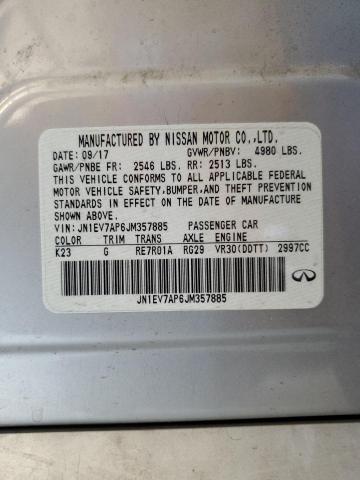 MANUFACTURED BY NISSAN MOTOR CO.,LTD.
DATE: 09/17 GVWR/PNBV: 4980 LBS.
GAWR/PNBE FR: 2546 LBS. RR: 2513 LBS.
THIS VEHICLE CONFORMS TO ALL APPLICABLE FEDERAL
MOTOR VEHICLE SAFETY,BUMPER,AND THEFT PREVENTION
STANDARDS IN EFFECT ON THE DATE OF MANUFACTURE
SHOWN ABOVE.
VIN: JN1EV7AP6JM357885 PASSENGER CAR
COLOR TRIM TRANS AXLE ENGINE
K23 G RE7R01A RG29 VR30(DDTT) 2997CC
JN1EV7AP6JM357885